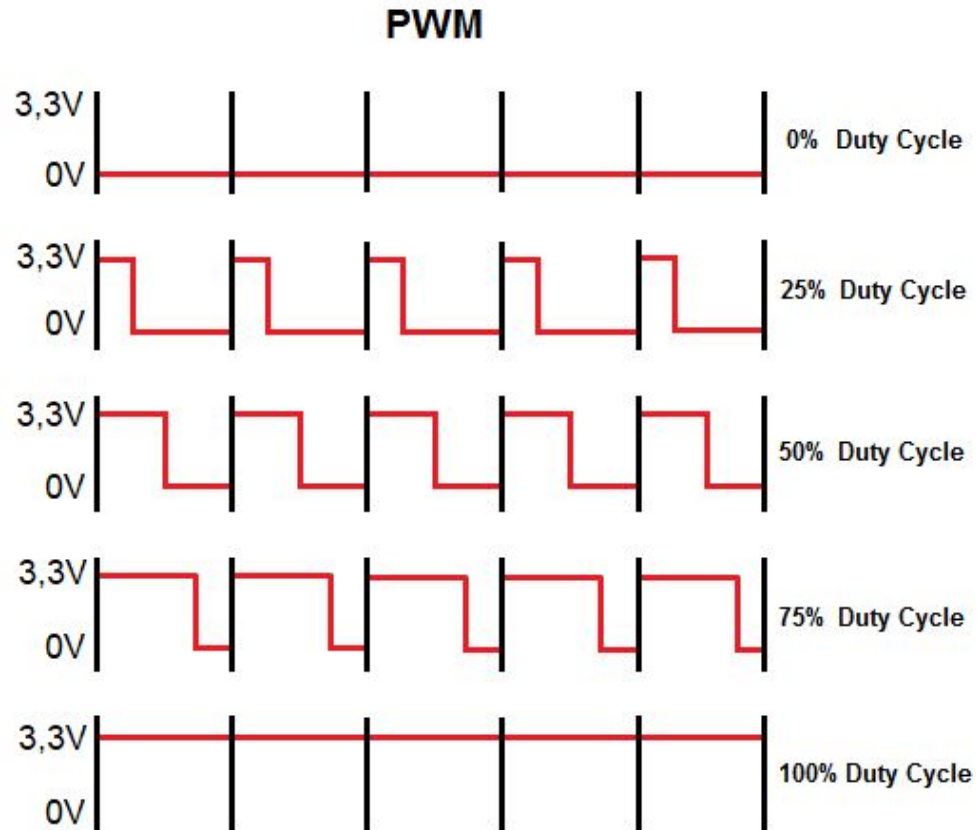 PWM
3,3V
0V
0% Duty Cycle
3,3V
0V
25% Duty Cycle
3,3V
0V
50% Duty Cycle
3,3V
0V
75% Duty Cycle
3,3V
0V
100% Duty Cycle